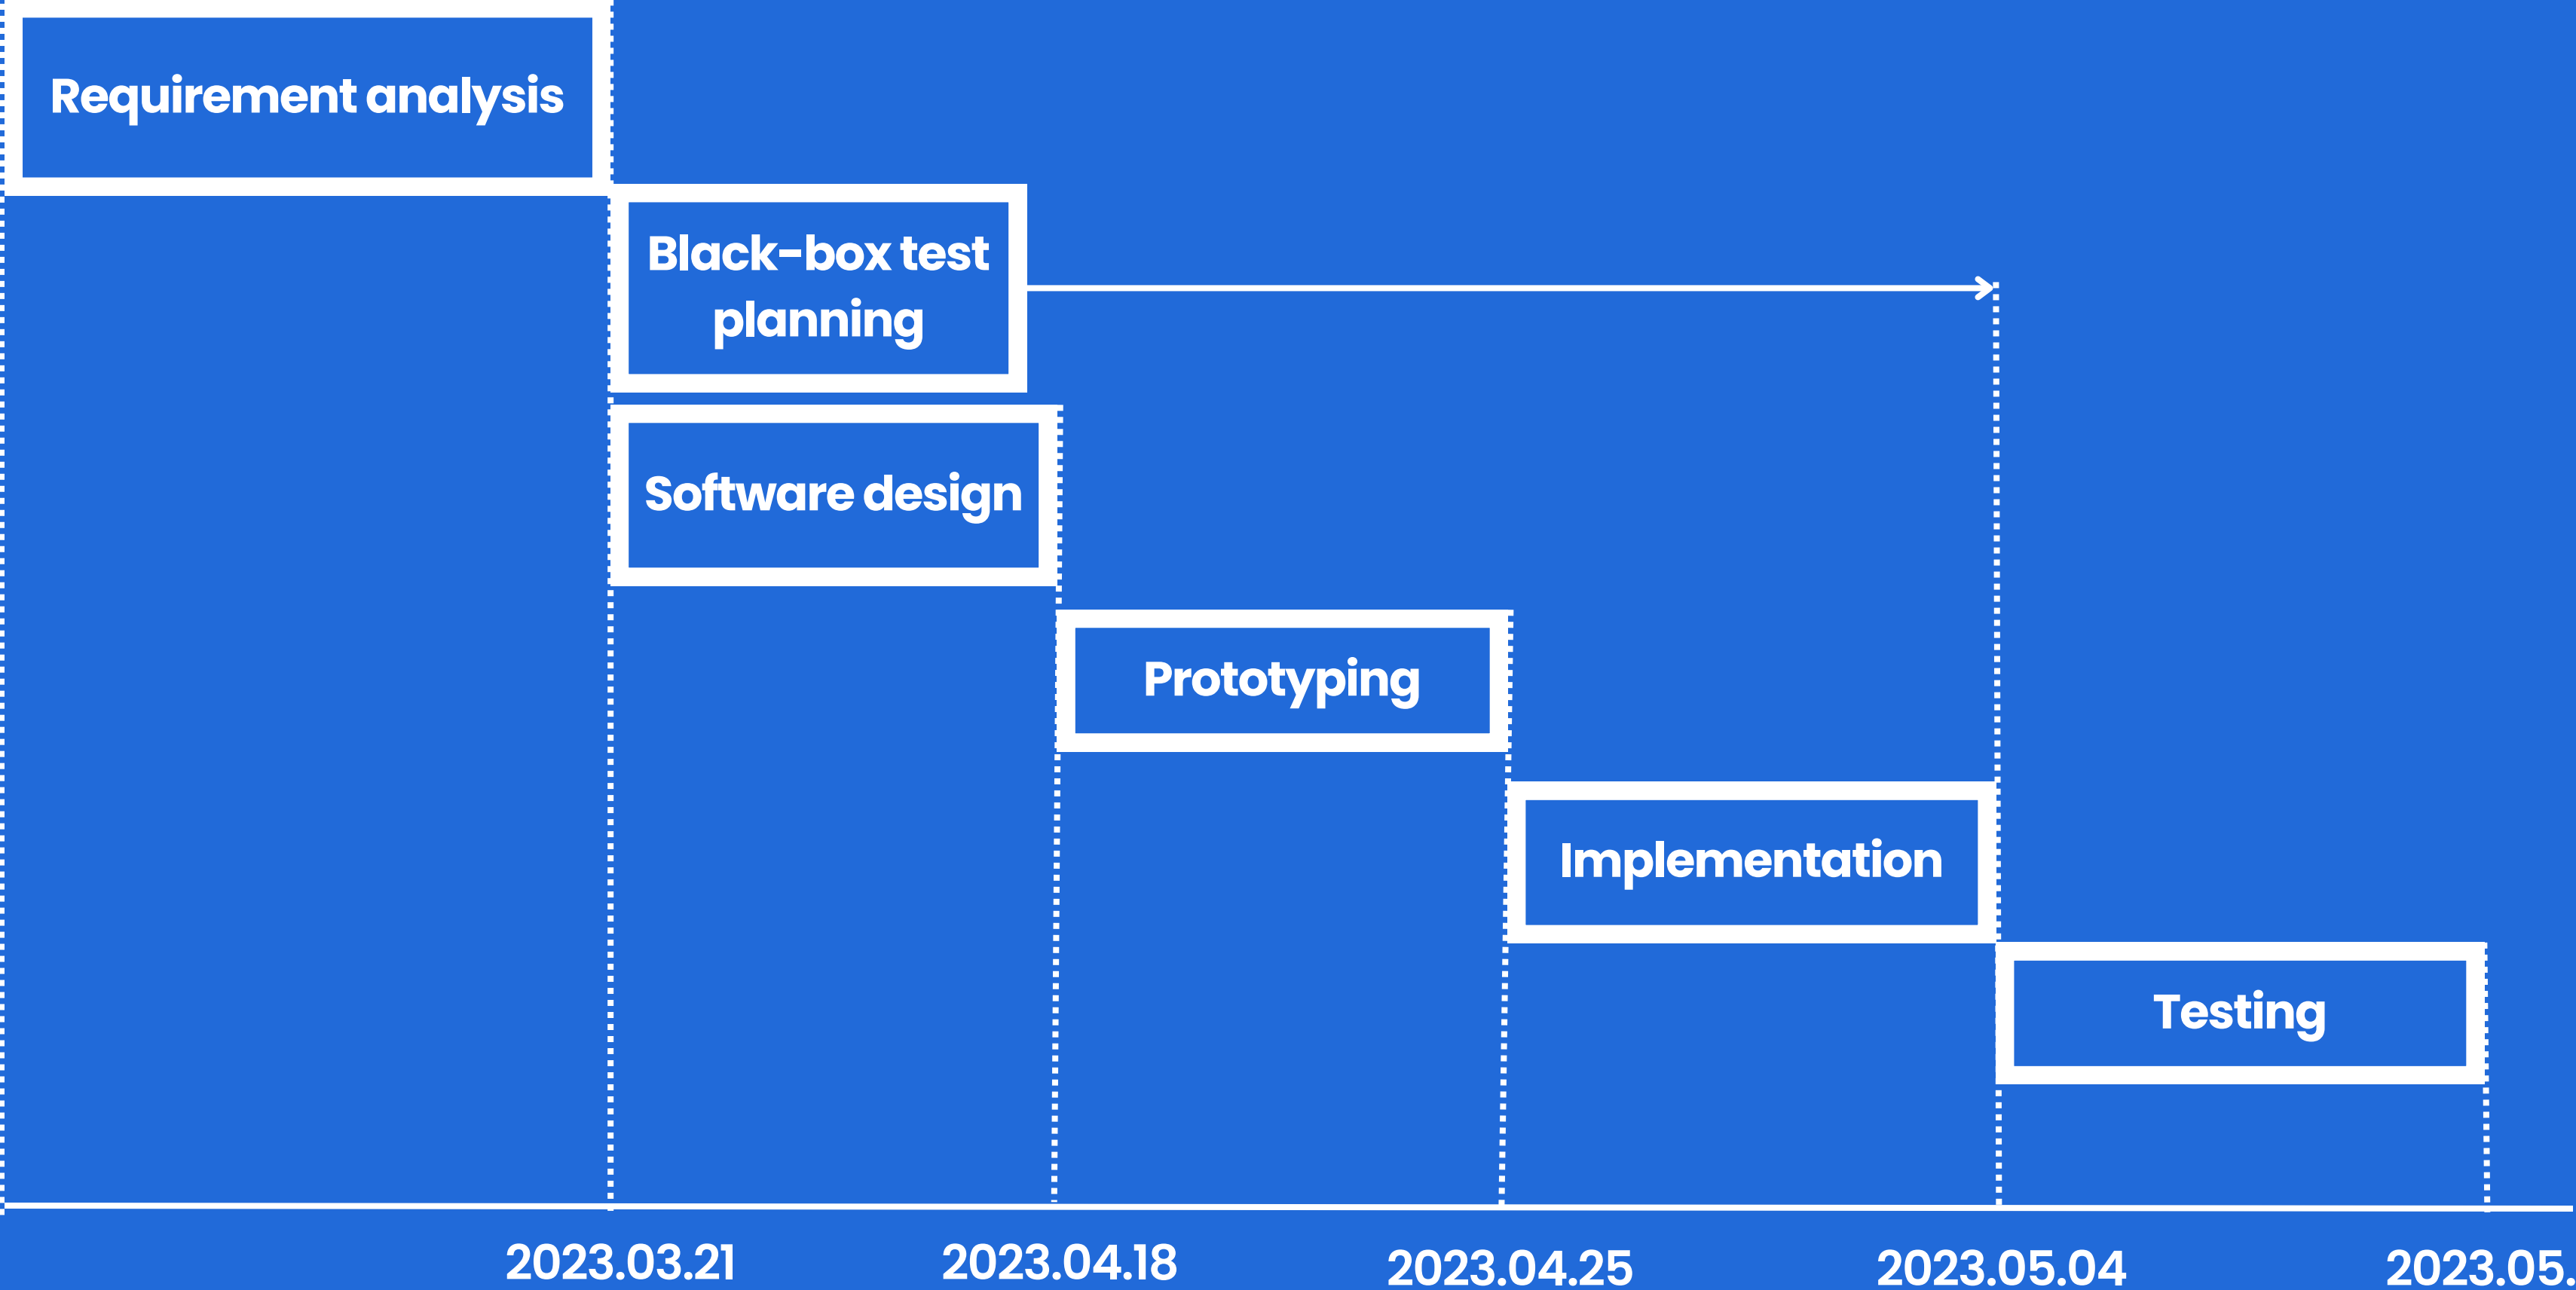 Requirement analysis
Black-box test
planning
Software design
Prototyping
Implementation
Testing
2023.03.21
2023.04.18
2023.04.25
2023.05.04
2023.05.